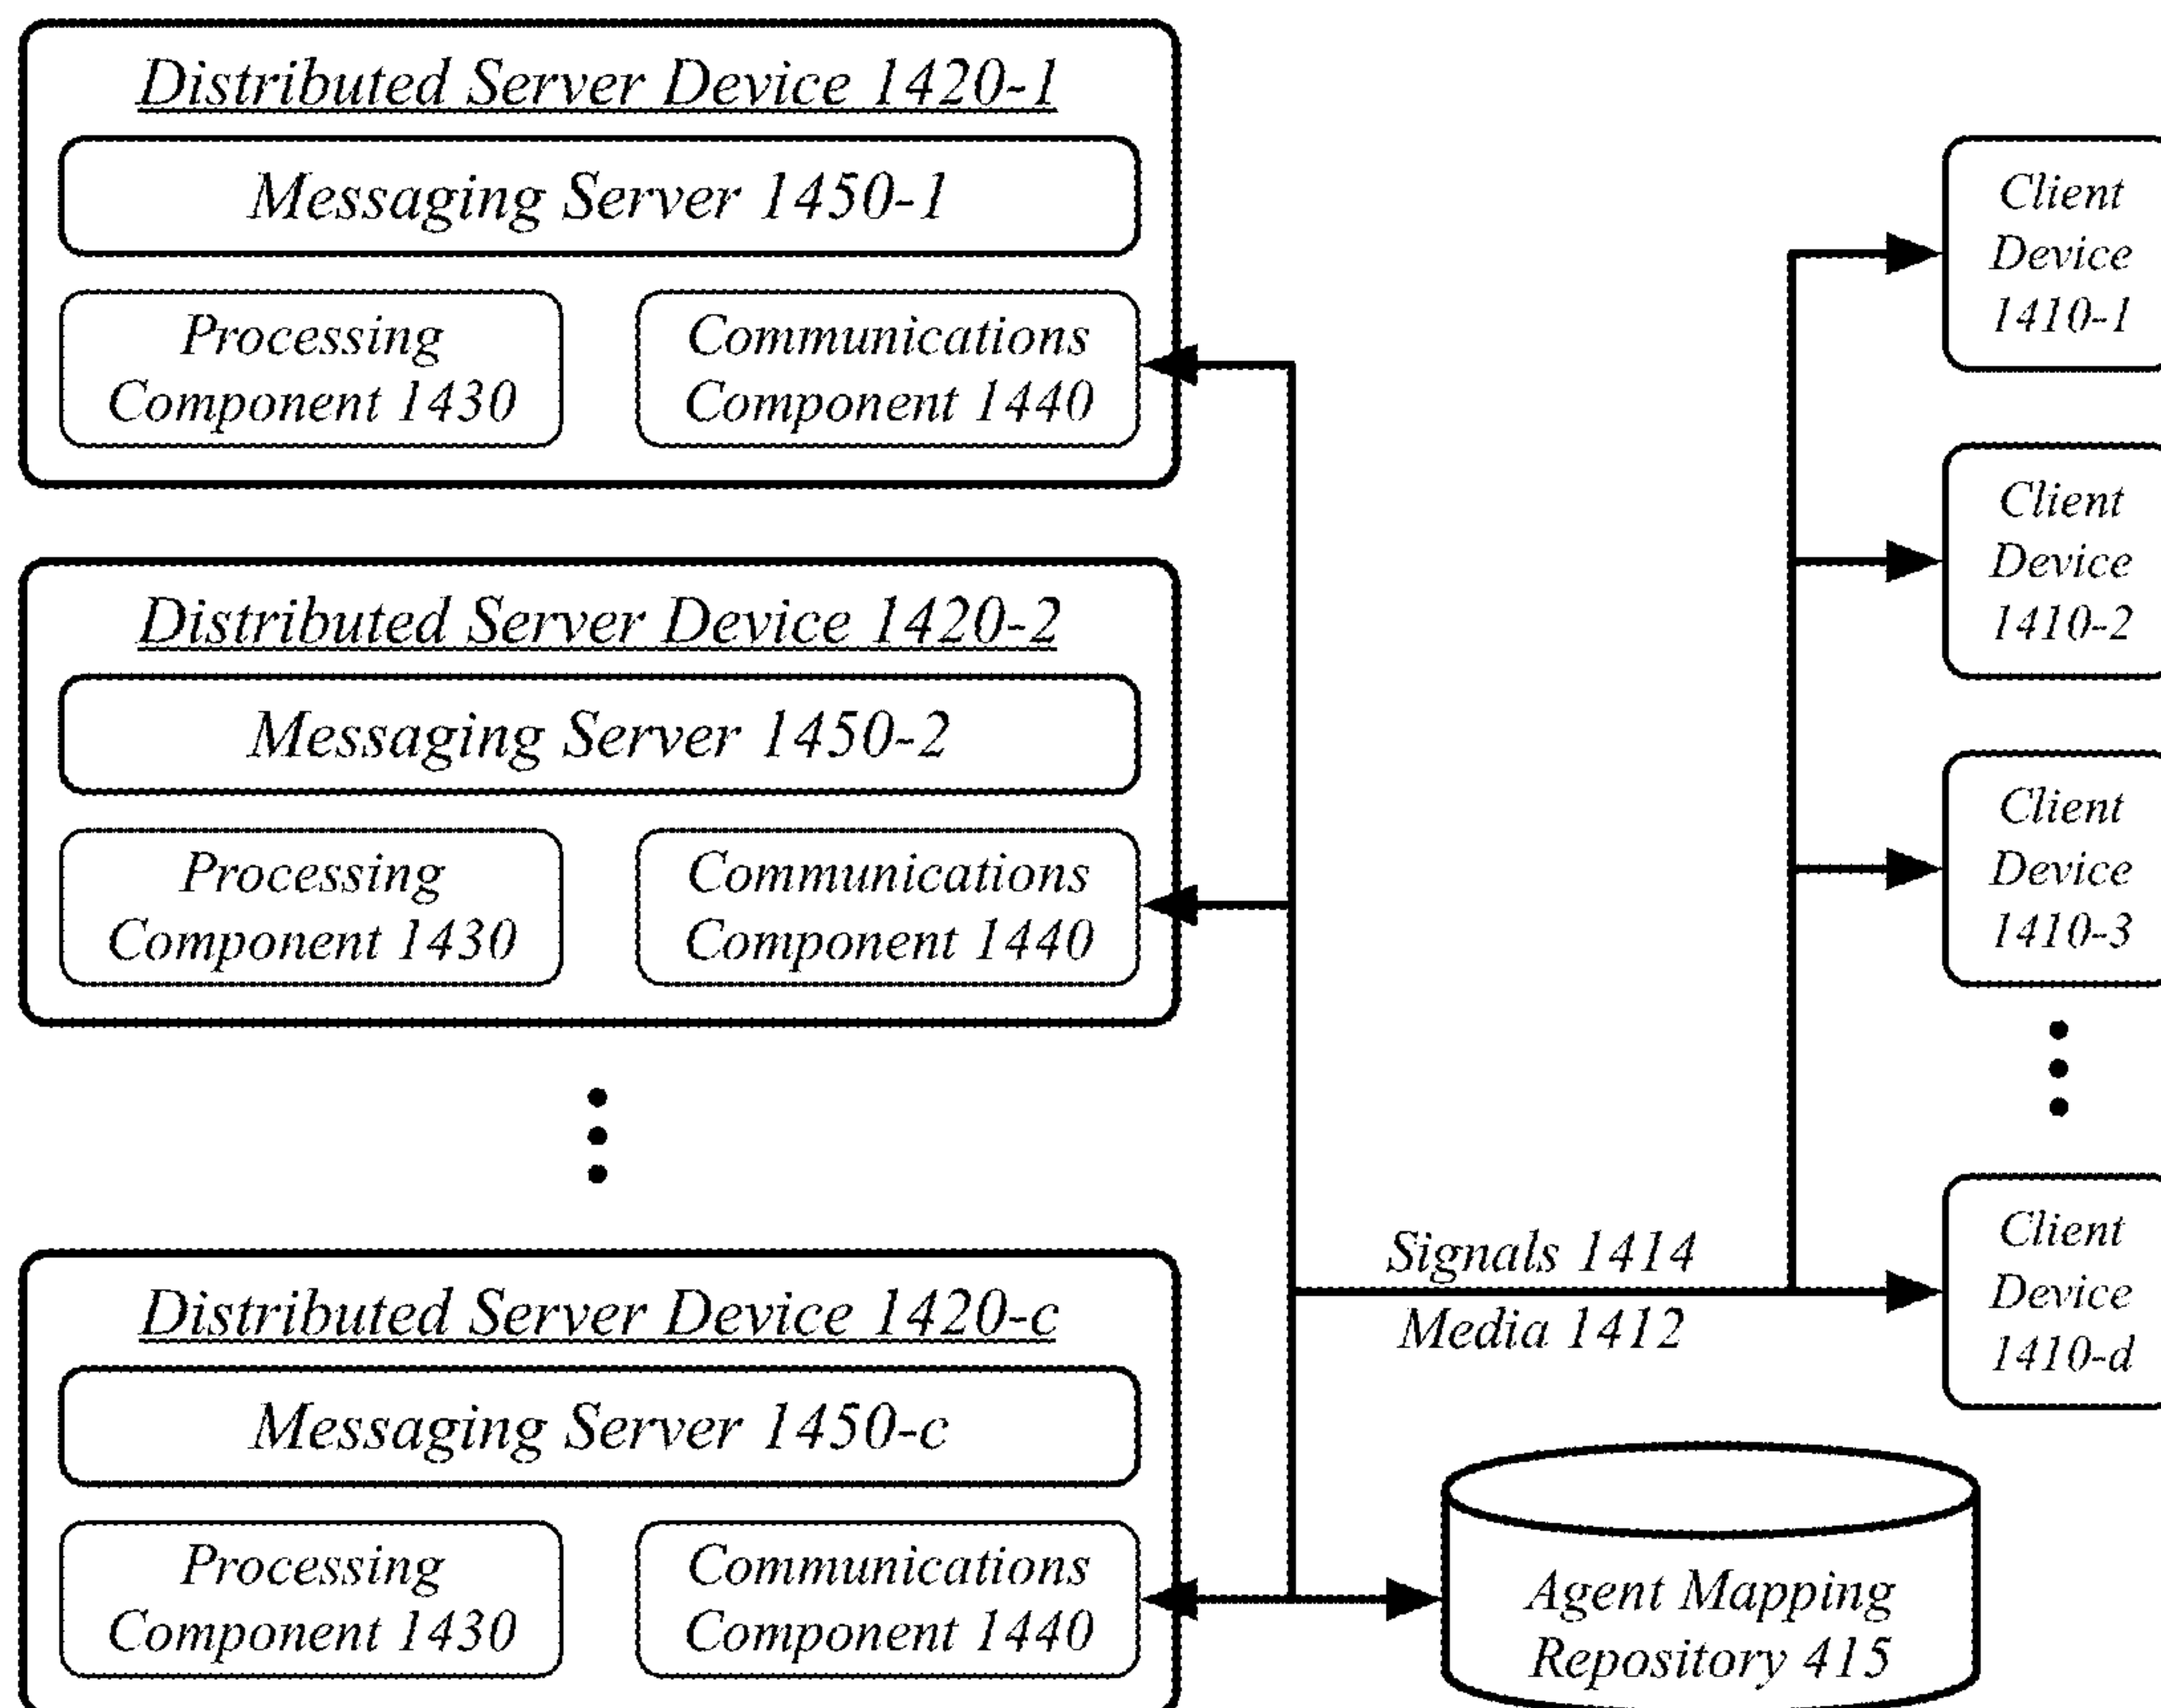 Distributed Server Device 1420-1
Messaging Server 1450-1
Processing
Component 1430
Communications
Component 1440
Distributed Server Device 1420-2
Messaging Server 1450-2
Processing
Component 1430
Communications
Component 1440
Distributed Server Device 1420-c
Messaging Server 1450-c
Processing
Component 1430
Communications
Component 1440
Signals 1414
Media 1412
Client
Device
1410-1
Client
Device
1410-2
Client
Device
1410-3
Client
Device
1410-d
Agent Mapping
Repository 415